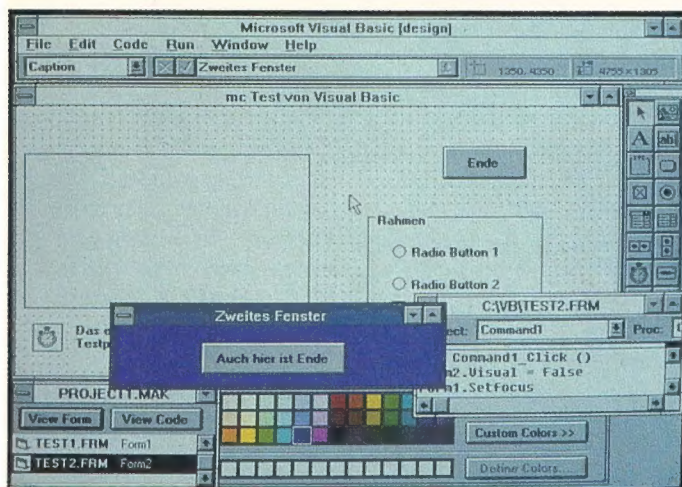 Microsoft Visual Basic [design]
File Edit Code Run Window Help
Caption Zweites Fenster 1350, 4350 4755×1305
mc Test von Visual Basic
Ende
Rahmen
Radio Button 1
Radio Button 2
Zweites Fenster
Auch hier ist Ende
Das
C:\VB\TEST2.FRM
Command1 Proc:
Command1_Click ()
.Visual = False
Form1.Setfocus
PROJECT1.MAK
View Form View Code
TEST1.FRM Form1
TEST2.FRM Form2
Custom Colors >>
Define Colors...